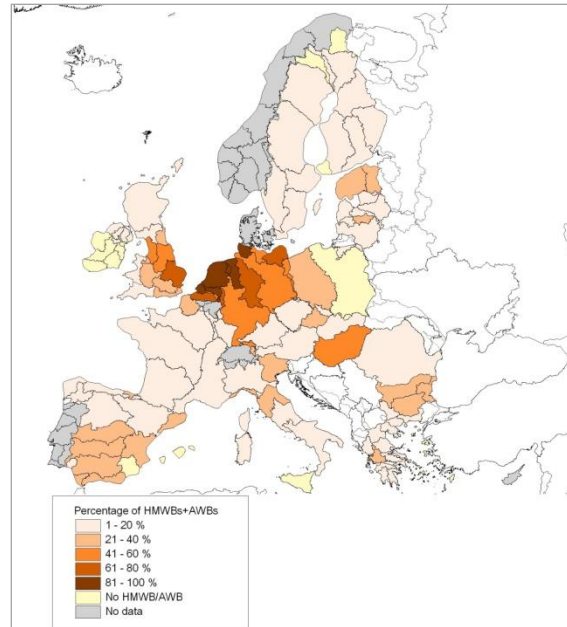 Percentage of HMWBs+AWBs
1 - 20 %
21 - 40 %
41 - 60 %
61 - 80 %
81 - 100 %
No HMWB/AWB
No data